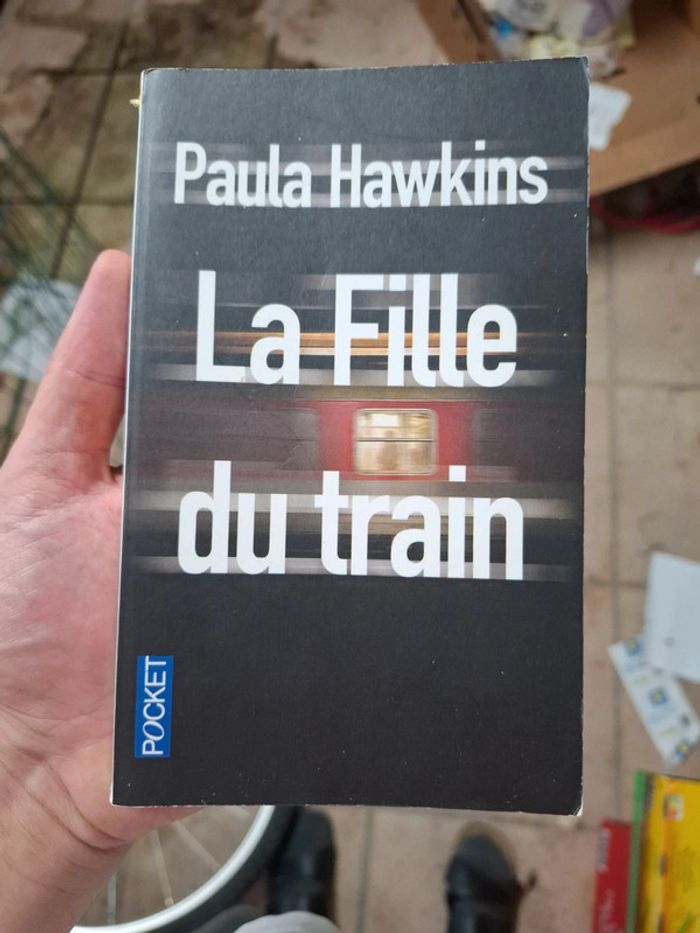 Paula Hawkins
La Fille
du train
POCKET